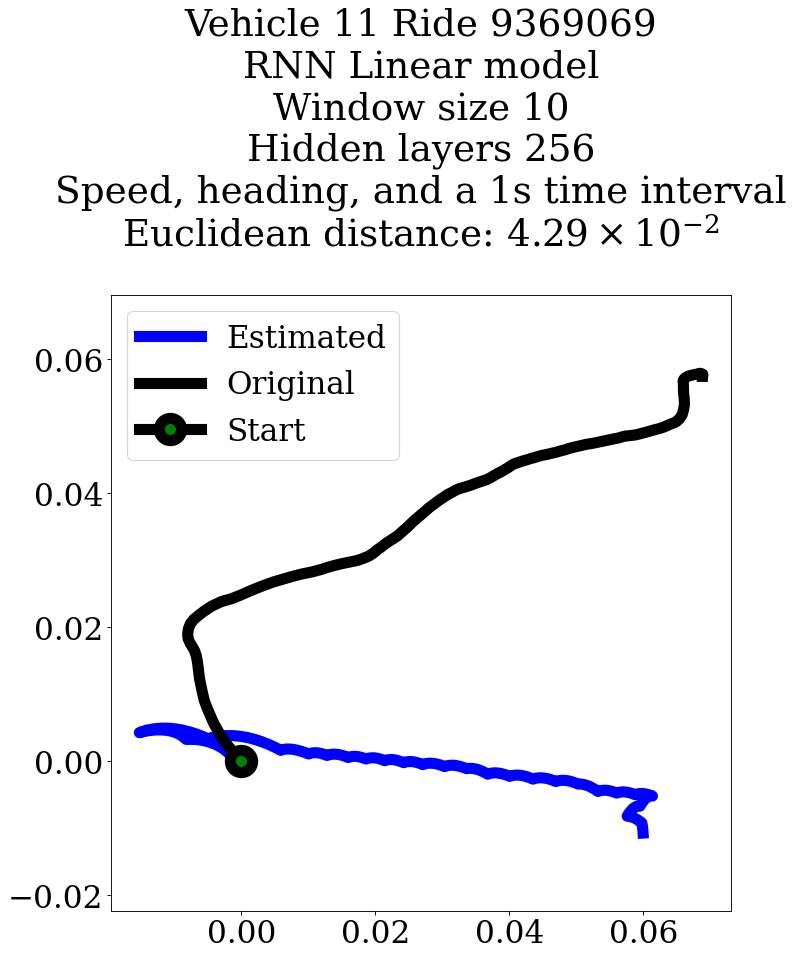 Vehicle 11 Ride 9369069
RNN Linear model
Window size 10
Hidden layers 256
Speed, heading, and a 1s time interval
Euclidean distance: 4.29 × 10⁻²
Estimated
Original
Start
0.06
0.04
0.02
0.00
−0.02
0.00 0.02 0.04 0.06